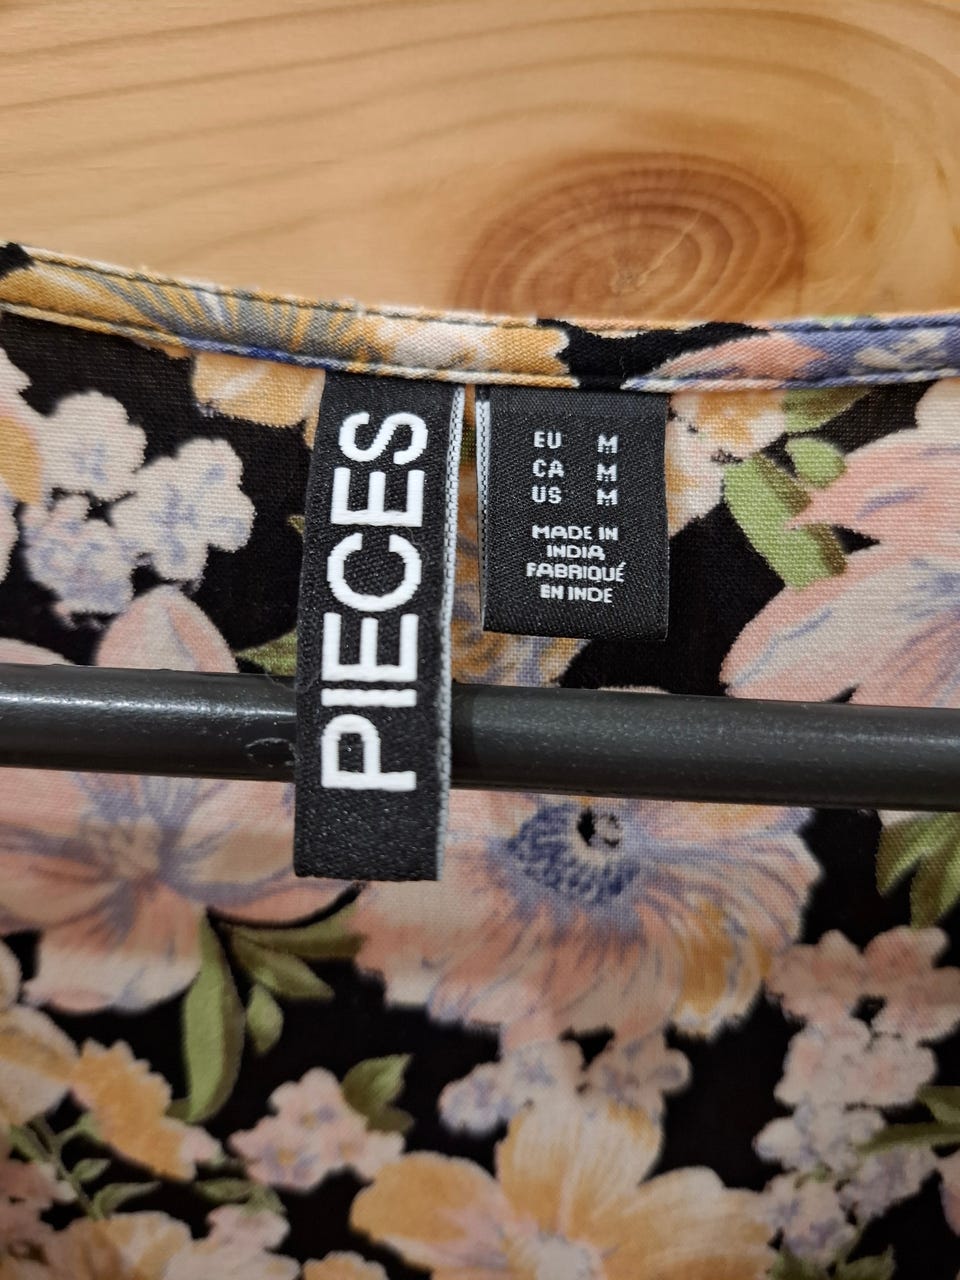 PIECES
EU M
CA M
US M
MADE IN
INDIA
FABRIQUÉ
EN INDE